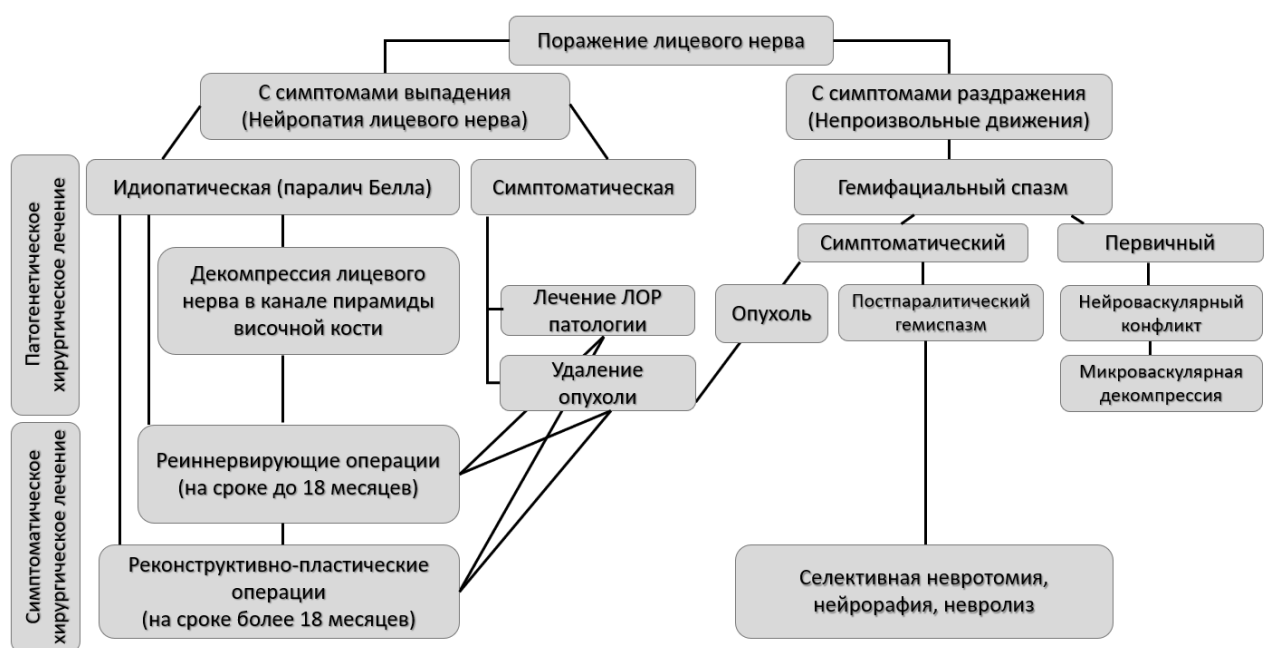 Поражение лицевого нерва
С симптомами выпадения
(Нейропатия лицевого нерва)
С симптомами раздражения
(Непроизвольные движения)
Патогенетическое
хирургическое лечение
Идиопатическая (паралич Белла)
Симптоматическая
Гемифациальный спазм
Симптоматический
Первичный
Декомпрессия лицевого
нерва в канале пирамиды
височной кости
Лечение ЛОР
патологии
Опухоль
Постпаралитический
гемиспазм
Нейроваскулярный
конфликт
Удаление
опухоли
Микроваскулярная
декомпрессия
Симптоматическое
хирургическое лечение
Реиннервирующие операции
(на сроке до 18 месяцев)
Реконструктивно-пластические
операции
(на сроке более 18 месяцев)
Селективная невротомия,
нейрорафия, невролиз